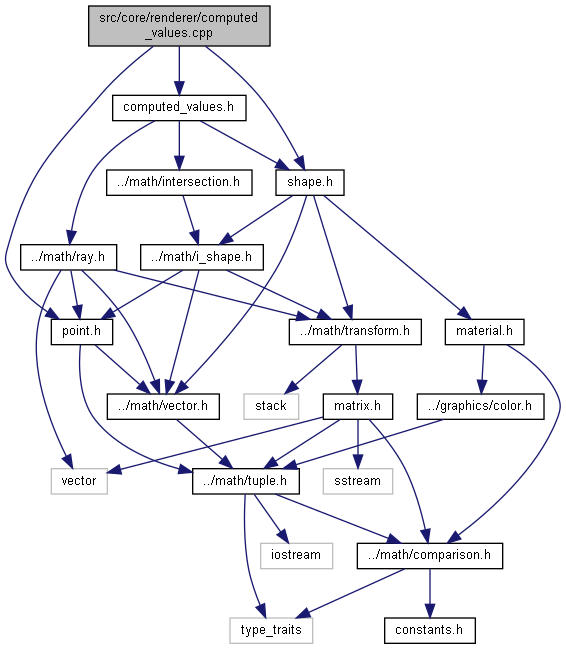 src/core/renderer/computed
_values.cpp
computed_values.h
../math/intersection.h
shape.h
../math/ray.h
../math/i_shape.h
point.h
../math/transform.h
material.h
../math/vector.h
stack
matrix.h
../graphics/color.h
vector
../math/tuple.h
sstream
iostream
../math/comparison.h
type_traits
constants.h